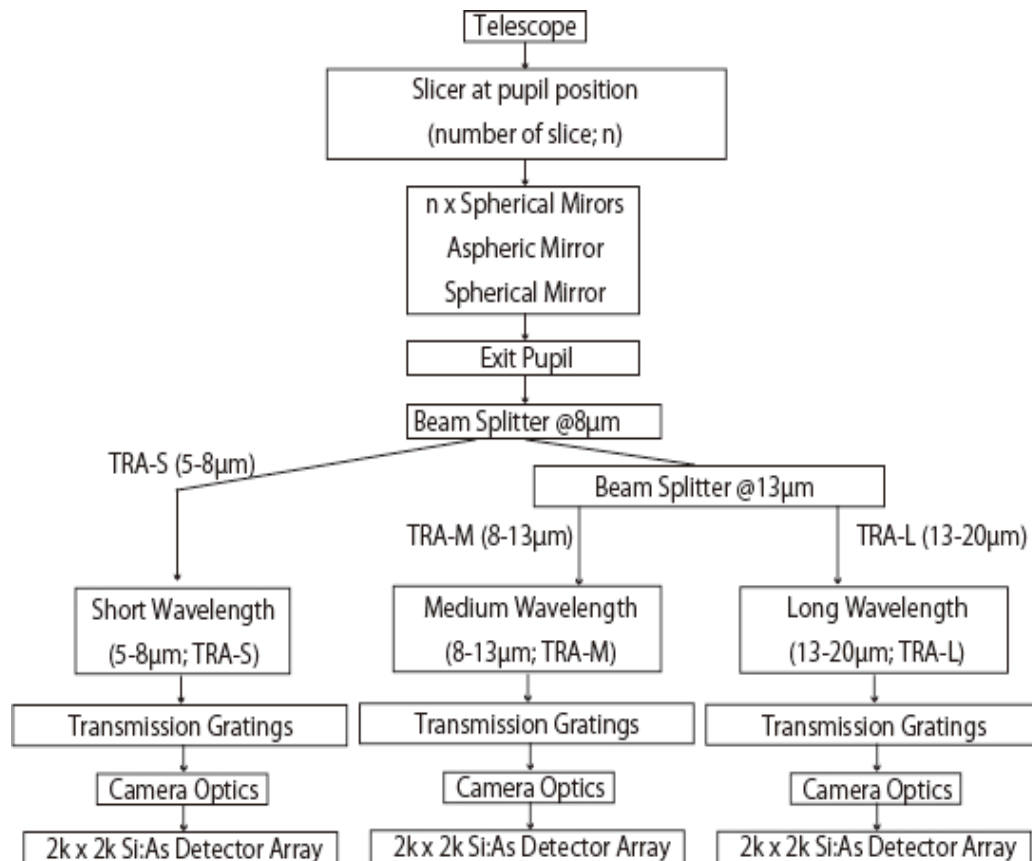 Telescope
Slicer at pupil position
(number of slice; n)
n x Spherical Mirors
Aspheric Mirror
Spherical Mirror
Exit Pupil
Beam Splitter @8μm
TRA-S (5-8μm)
Beam Splitter @13μm
TRA-M (8-13μm)
TRA-L (13-20μm)
Short Wavelength
(5-8μm; TRA-S)
Medium Wavelength
(8-13μm; TRA-M)
Long Wavelength
(13-20μm; TRA-L)
Transmission Gratings
Transmission Gratings
Transmission Gratings
Camera Optics
Camera Optics
Camera Optics
2k x 2k Si:As Detector Array
2k x 2k Si:As Detector Array
2k x 2k Si:As Detector Array